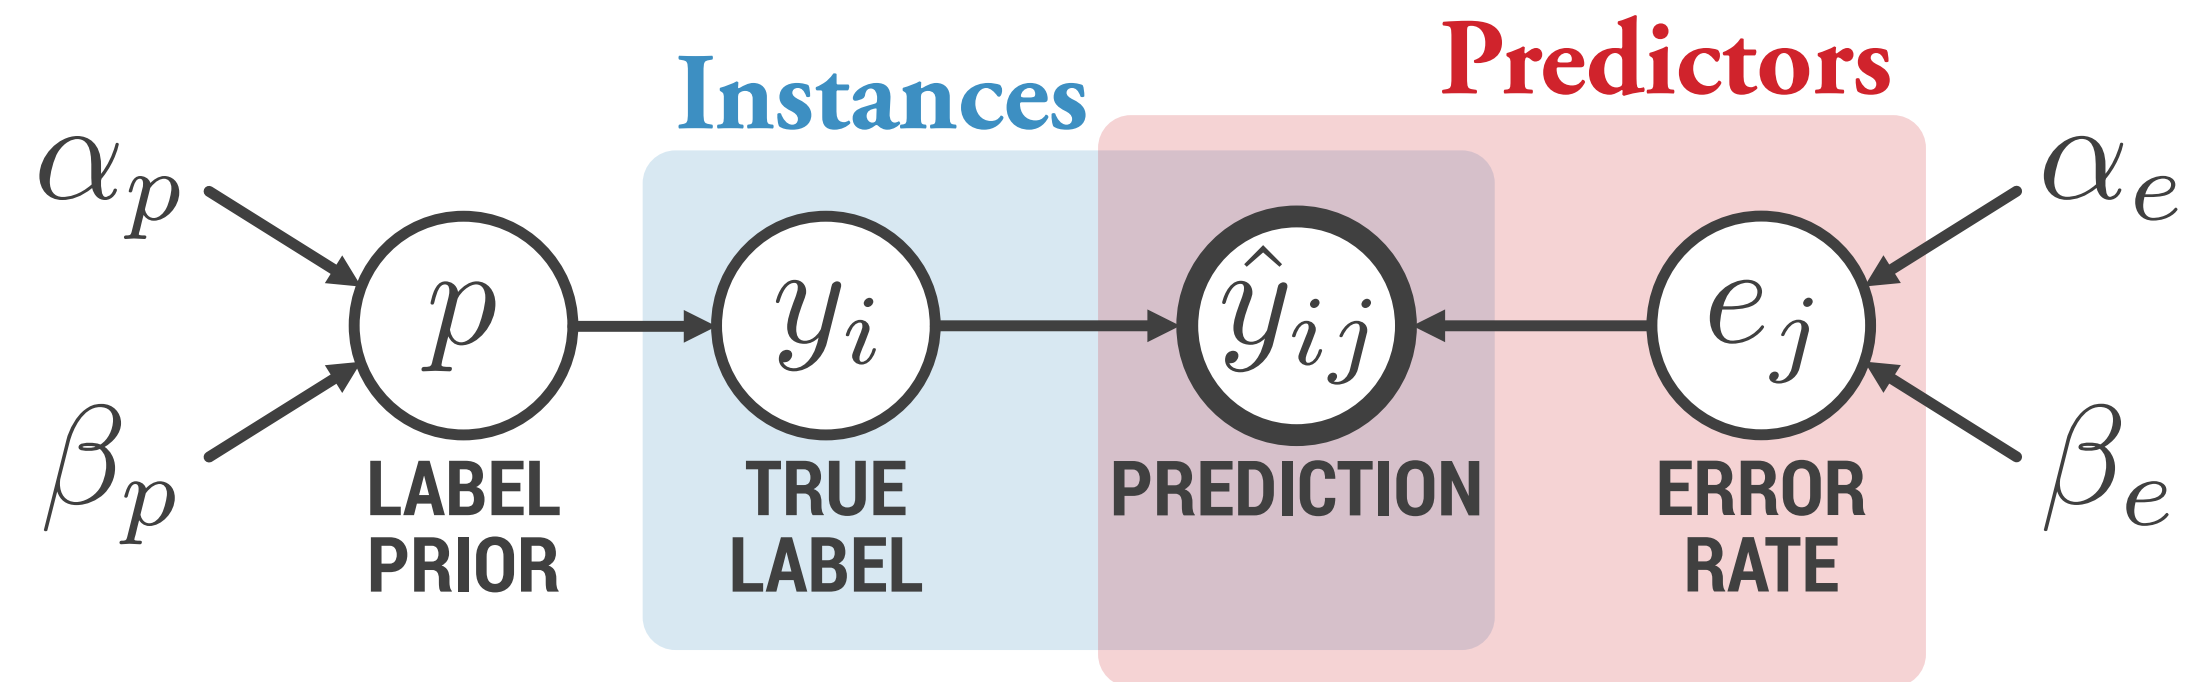 Instances
Predictors
α_p
β_p
p
y_i
ŷ_ij
e_j
α_e
β_e
LABEL
PRIOR
TRUE
LABEL
PREDICTION
ERROR
RATE